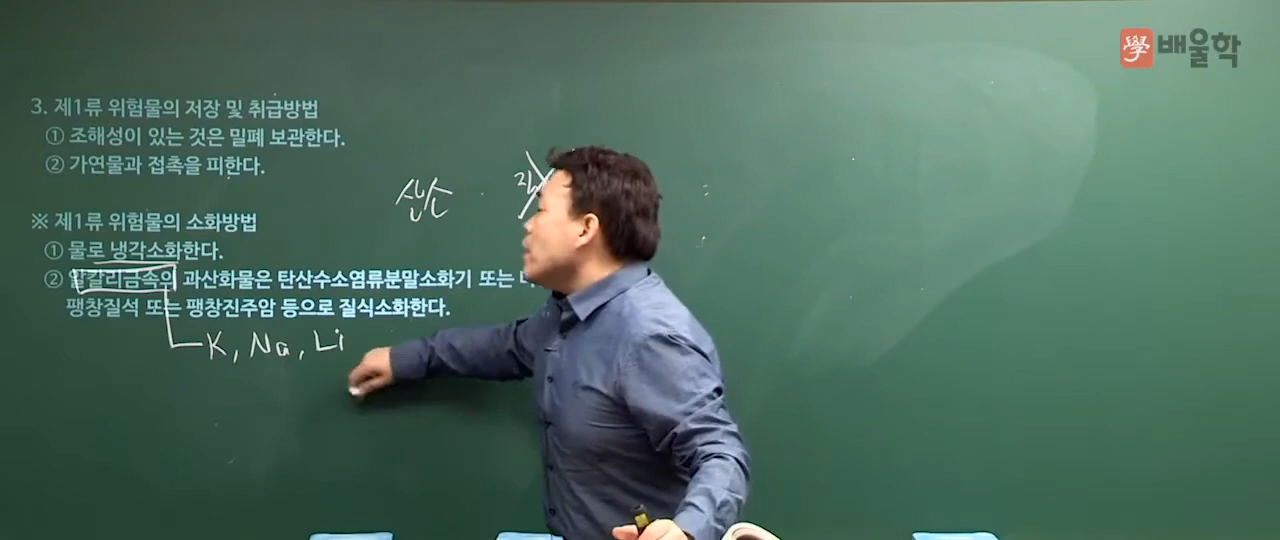 學 배울학
3. 제1류 위험물의 저장 및 취급방법
① 조해성이 있는 것은 밀폐 보관한다.
② 가연물과 접촉을 피한다.
산소
※ 제1류 위험물의 소화방법
① 물로 냉각소화한다.
② 알칼리금속의 과산화물은 탄산수소염류분말소화기 또는
팽창질석 또는 팽창진주암 등으로 질식소화한다.
K, Na, Li